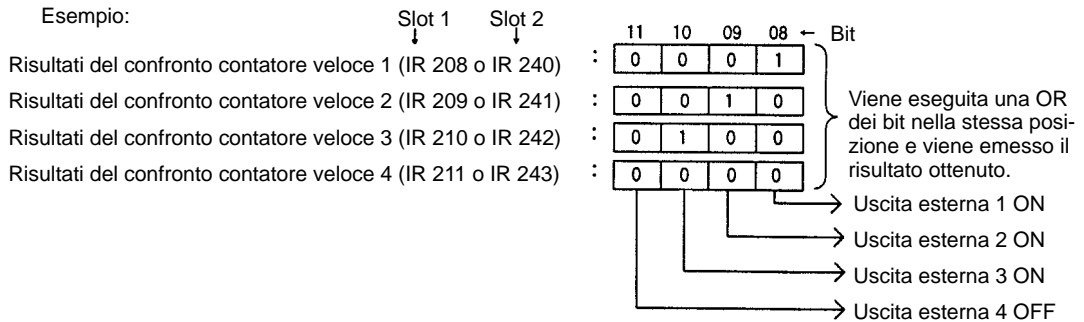 Esempio:
Slot 1 Slot 2
11 10 09 08 ← Bit
Risultati del confronto contatore veloce 1 (IR 208 o IR 240) : 0 0 0 1
Risultati del confronto contatore veloce 2 (IR 209 o IR 241) : 0 0 1 0
Risultati del confronto contatore veloce 3 (IR 210 o IR 242) : 0 1 0 0
Risultati del confronto contatore veloce 4 (IR 211 o IR 243) : 0 0 0 0
Viene eseguita una OR
dei bit nella stessa posi-
zione e viene emesso il
risultato ottenuto.
Uscita esterna 1 ON
Uscita esterna 2 ON
Uscita esterna 3 ON
Uscita esterna 4 OFF